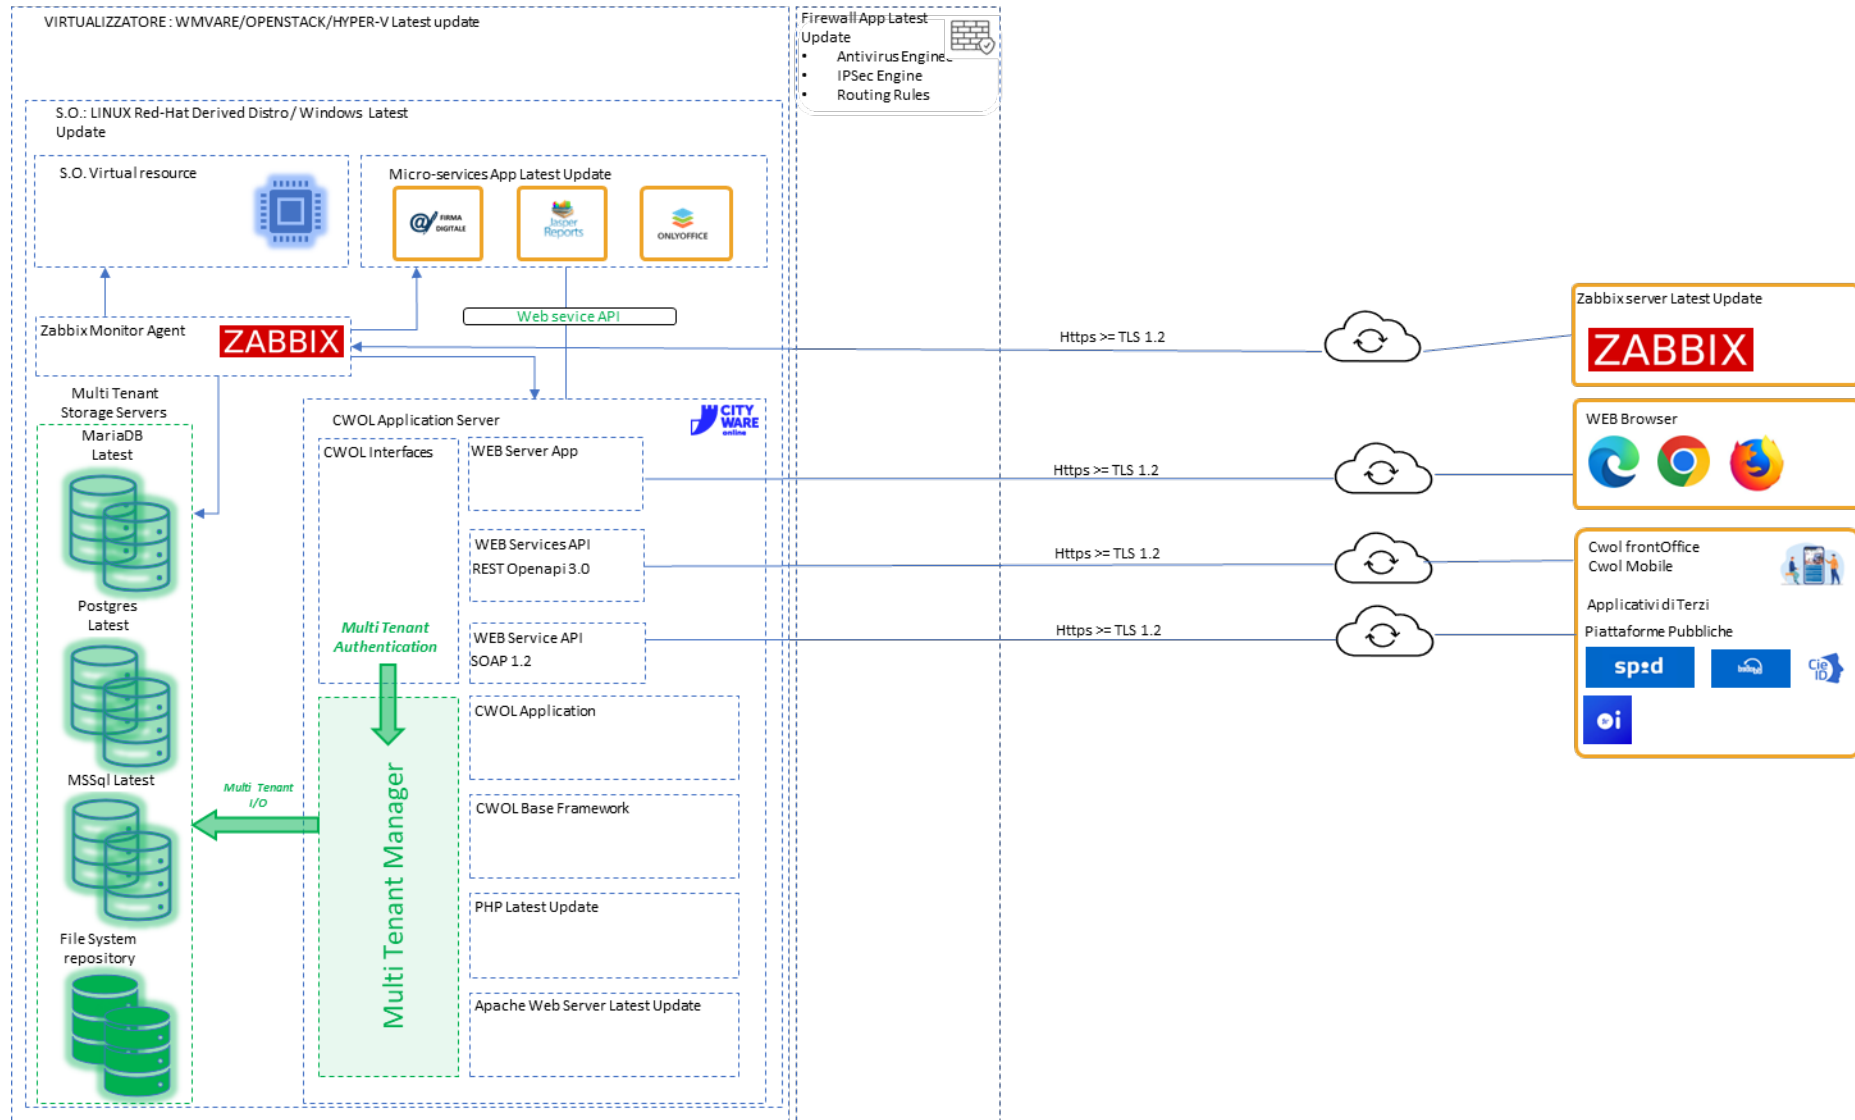 VIRTUALIZZATORE : WMVARE/OPENSTACK/HYPER-V Latest update
Firewall App Latest
Update
• Antivirus Engine
• IPSec Engine
• Routing Rules
S.O.: LINUX Red-Hat Derived Distro / Windows Latest
Update
S.O. Virtual resource
Micro-services App Latest Update
FIRMA
DIGITALE
Jasper
Reports
ONLYOFFICE
Web sevice API
Zabbix Monitor Agent
ZABBIX
Https >= TLS 1.2
Zabbix server Latest Update
ZABBIX
Multi Tenant
Storage Servers
MariaDB
Latest
Postgres
Latest
MSSql Latest
File System
repository
Multi Tenant
I/O
CWOL Application Server
CITY
WARE
online
CWOL Interfaces
Multi Tenant
Authentication
Multi Tenant Manager
WEB Server App
WEB Services API
REST Openapi 3.0
WEB Service API
SOAP 1.2
CWOL Application
CWOL Base Framework
PHP Latest Update
Apache Web Server Latest Update
Https >= TLS 1.2
Https >= TLS 1.2
Https >= TLS 1.2
WEB Browser
Cwol frontOffice
Cwol Mobile
Applicativi di Terzi
Piattaforme Pubbliche
spid
Cie
ID